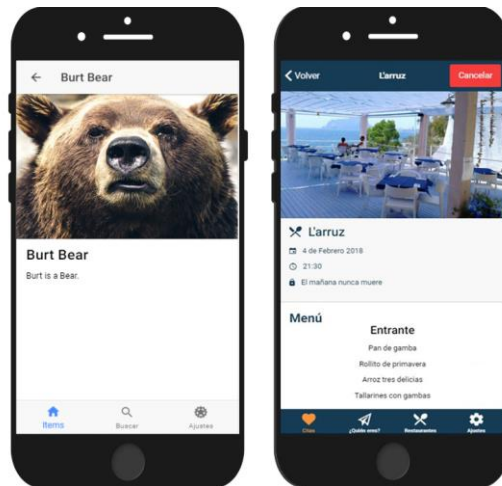 Burt Bear
Burt Bear
Burt is a Bear.
Items Buscar Ajustes
Volver L'arruz Cancelar
L'arruz
4 de Febrero 2018
21:30
El mañana nunca muere
Menú
Entrante
Pan de gamba
Rollito de primavera
Arroz tres delicias
Tallarines con gambas
Citas ¿Quién eres? Restaurantes Ajustes